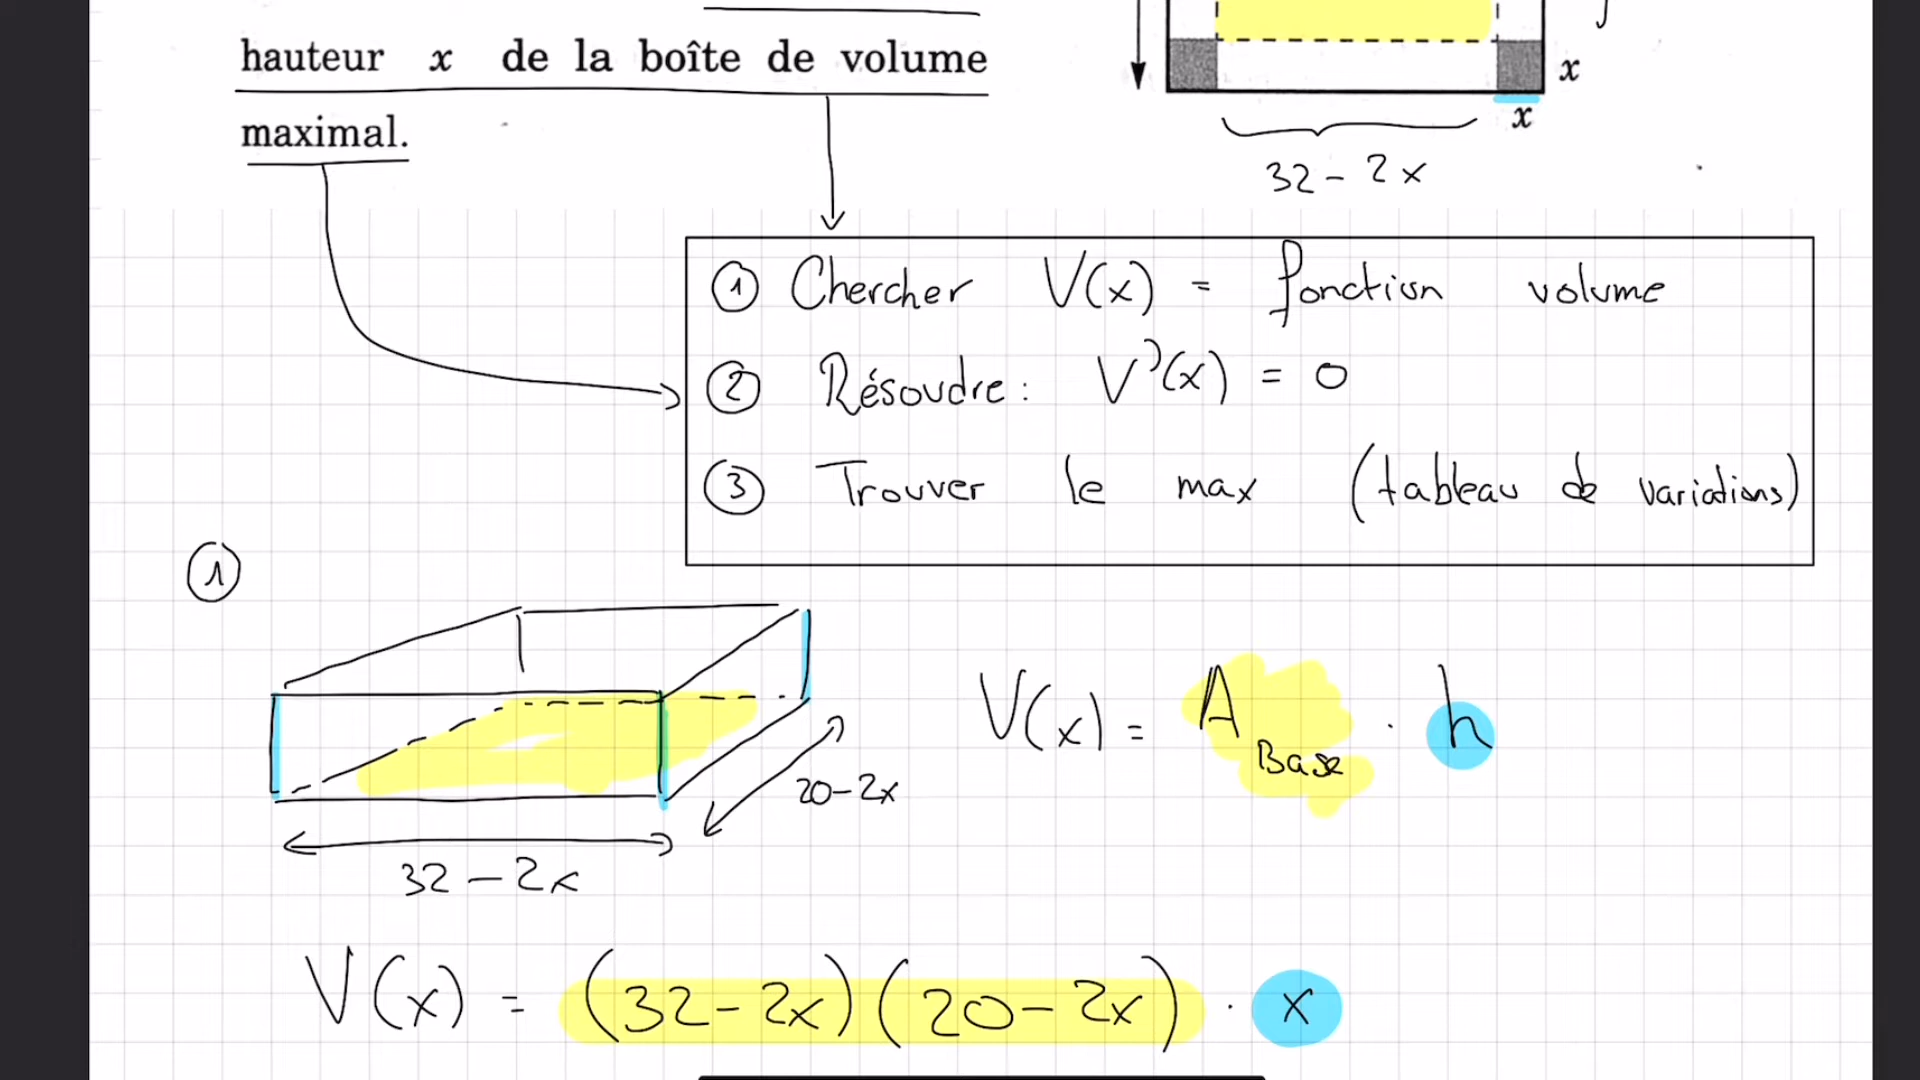 hauteur x de la boîte de volume
maximal.
x
x
32 - 2x
① Chercher V(x) = fonction volume
② Résoudre: V'(x) = 0
③ Trouver le max (tableau de variations)
①
V(x) = A Base · h
20-2x
32 - 2x
V(x) = (32-2x)(20-2x) · x